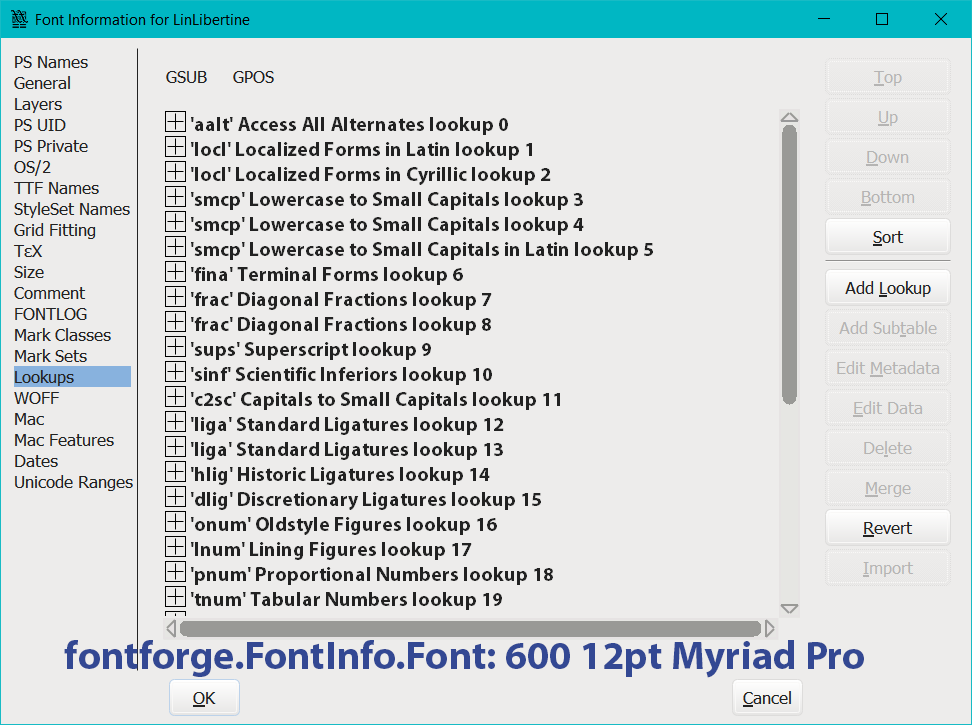 Font Information for LinLibertine
PS Names
General
Layers
PS UID
PS Private
OS/2
TTF Names
StyleSet Names
Grid Fitting
ΤεΧ
Size
Comment
FONTLOG
Mark Classes
Mark Sets
Lookups
WOFF
Mac
Mac Features
Dates
Unicode Ranges
GSUB GPOS
'aalt' Access All Alternates lookup 0
'locl' Localized Forms in Latin lookup 1
'locl' Localized Forms in Cyrillic lookup 2
'smcp' Lowercase to Small Capitals lookup 3
'smcp' Lowercase to Small Capitals lookup 4
'smcp' Lowercase to Small Capitals in Latin lookup 5
'fina' Terminal Forms lookup 6
'frac' Diagonal Fractions lookup 7
'frac' Diagonal Fractions lookup 8
'sups' Superscript lookup 9
'sinf' Scientific Inferiors lookup 10
'c2sc' Capitals to Small Capitals lookup 11
'liga' Standard Ligatures lookup 12
'liga' Standard Ligatures lookup 13
'hlig' Historic Ligatures lookup 14
'dlig' Discretionary Ligatures lookup 15
'onum' Oldstyle Figures lookup 16
'lnum' Lining Figures lookup 17
'pnum' Proportional Numbers lookup 18
'tnum' Tabular Numbers lookup 19
Top
Up
Down
Bottom
Sort
Add Lookup
Add Subtable
Edit Metadata
Edit Data
Delete
Merge
Revert
Import
fontforge.FontInfo.Font: 600 12pt Myriad Pro
OK
Cancel